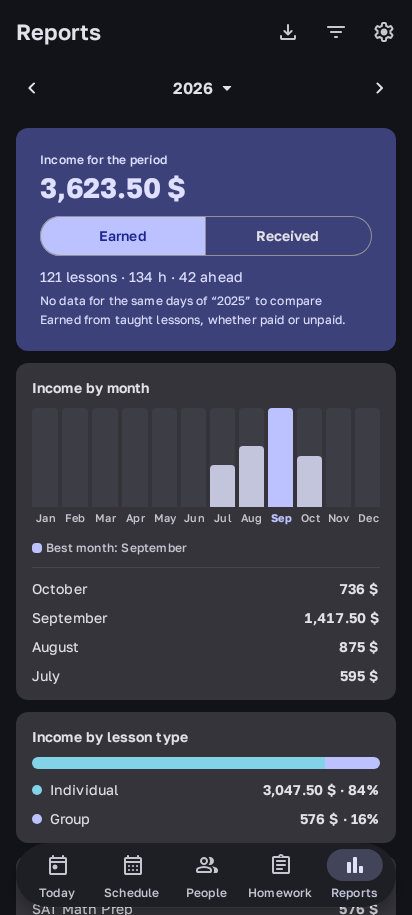 Reports
2026
Income for the period
3,623.50 $
Earned
Received
121 lessons · 134 h · 42 ahead
No data for the same days of “2025” to compare
Earned from taught lessons, whether paid or unpaid.
Income by month
Jan Feb Mar Apr May Jun Jul Aug Sep Oct Nov Dec
Best month: September
October 736 $
September 1,417.50 $
August 875 $
July 595 $
Income by lesson type
Individual 3,047.50 $ · 84%
Group 576 $ · 16%
Today Schedule People Homework Reports
SAT Math Prep 576 $